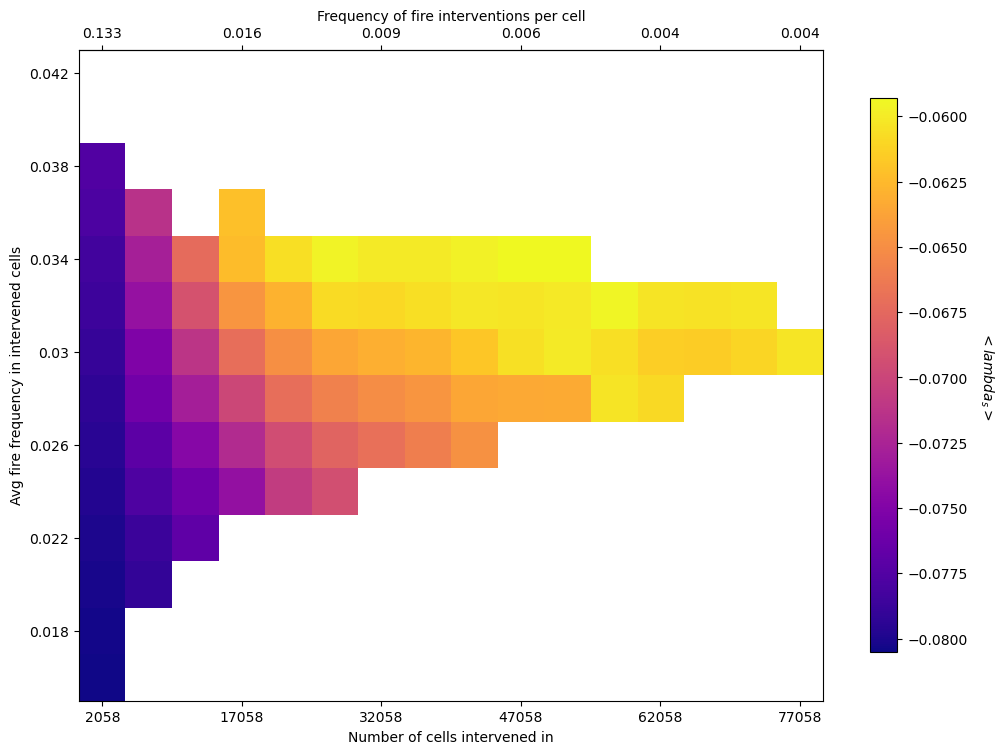 Frequency of fire interventions per cell
0.133 0.016 0.009 0.006 0.004 0.004
0.042
0.038
0.034
0.03
0.026
0.022
0.018
Avg fire frequency in intervened cells
2058 17058 32058 47058 62058 77058
Number of cells intervened in
−0.0600
−0.0625
−0.0650
−0.0675
−0.0700
−0.0725
−0.0750
−0.0775
−0.0800
< lambda_s >